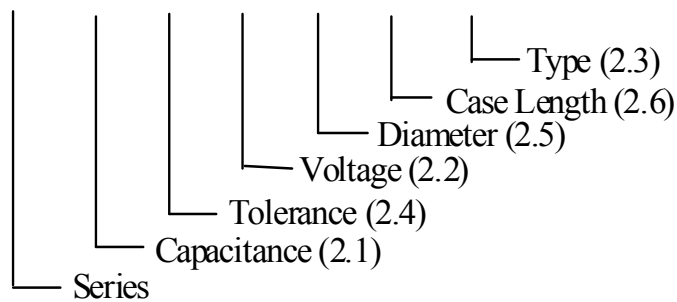 Type (2.3)
Case Length (2.6)
Diameter (2.5)
Voltage (2.2)
Tolerance (2.4)
Capacitance (2.1)
Series